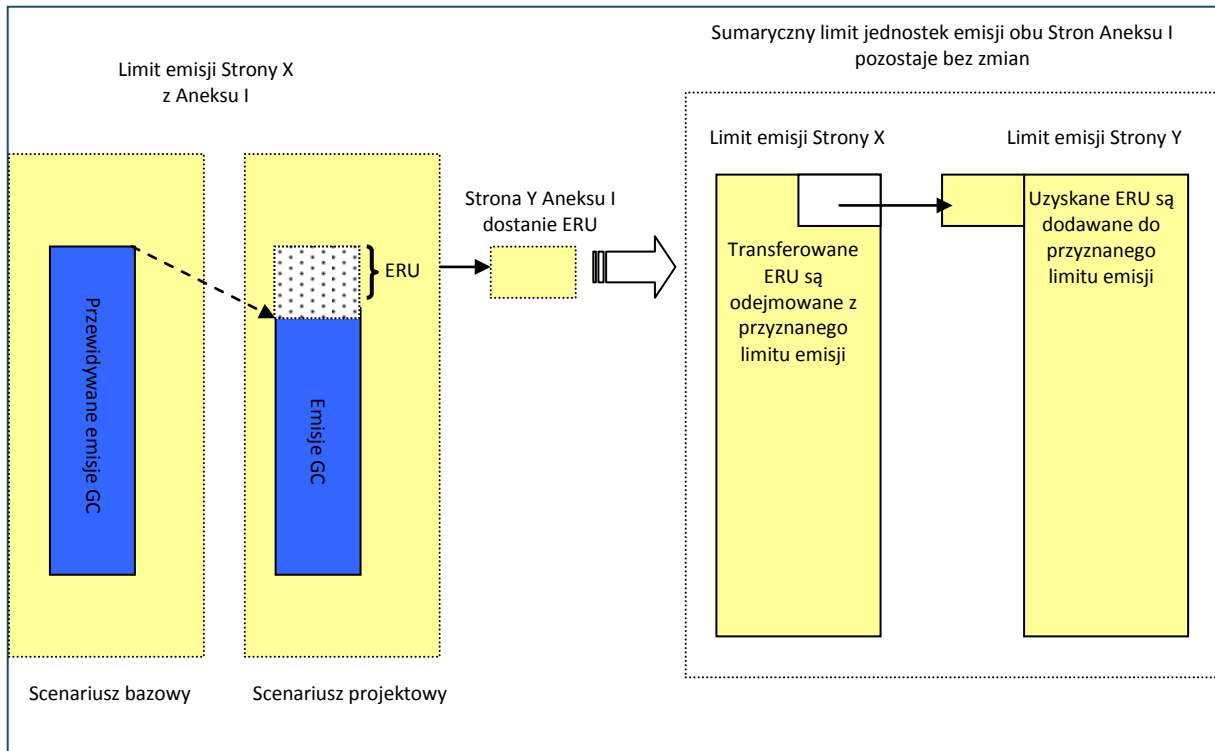 Limit emisji Strony X
z Aneksu I
Sumaryczny limit jednostek emisji obu Stron Aneksu I
pozostaje bez zmian
Przewidywane emisje GC
Emisje GC
ERU
Strona Y Aneksu I
dostanie ERU
Limit emisji Strony X
Limit emisji Strony Y
Transferowane
ERU są
odejmowane z
przyznanego
limitu emisji
Uzyskane ERU są
dodawane do
przyznanego
limitu emisji
Scenariusz bazowy
Scenariusz projektowy